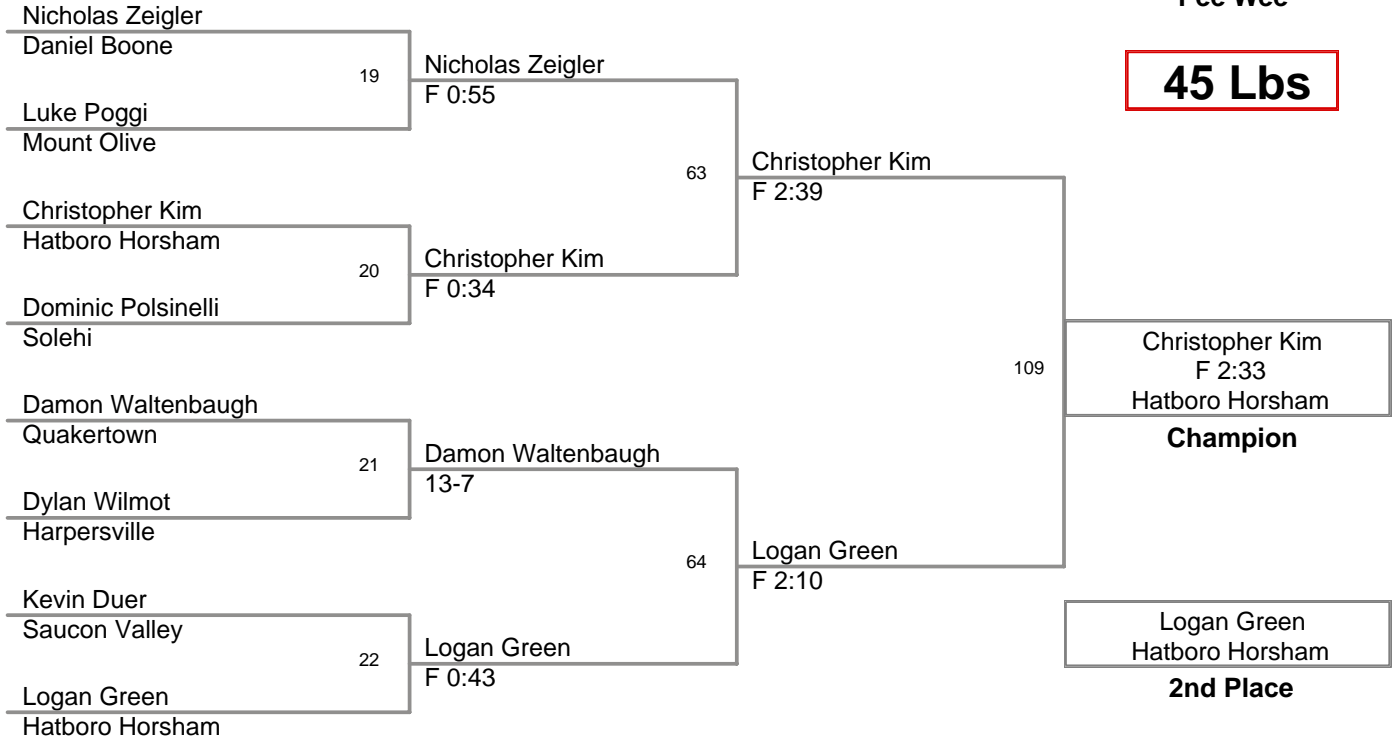 Pee Wee
45 Lbs
Nicholas Zeigler
Daniel Boone
19
Luke Poggi
Mount Olive
Christopher Kim
Hatboro Horsham
20
Dominic Polsinelli
Solehi
Damon Waltenbaugh
Quakertown
21
Dylan Wilmot
Harpersville
Kevin Duer
Saucon Valley
22
Logan Green
Hatboro Horsham
Nicholas Zeigler
F 0:55
63
Christopher Kim
F 0:34
Damon Waltenbaugh
13-7
64
Logan Green
F 0:43
Christopher Kim
F 2:39
109
Logan Green
F 2:10
Christopher Kim
F 2:33
Hatboro Horsham
Champion
Logan Green
Hatboro Horsham
2nd Place